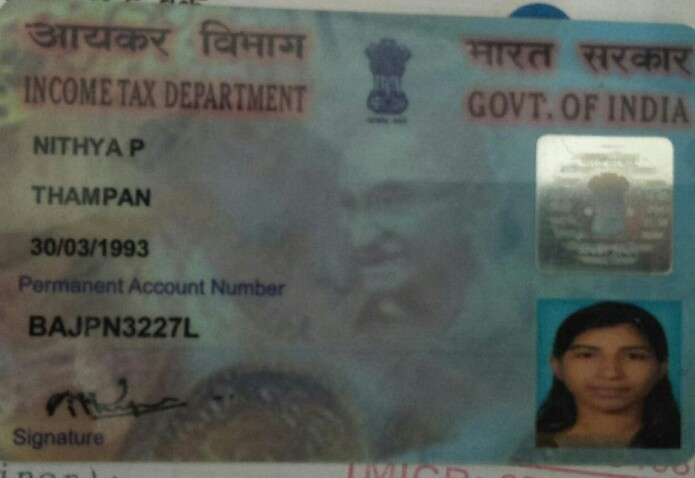 आयकर विभाग
INCOME TAX DEPARTMENT
भारत सरकार
GOVT. OF INDIA
NITHYA P
THAMPAN
30/03/1993
Permanent Account Number
BAJPN3227L
Signature